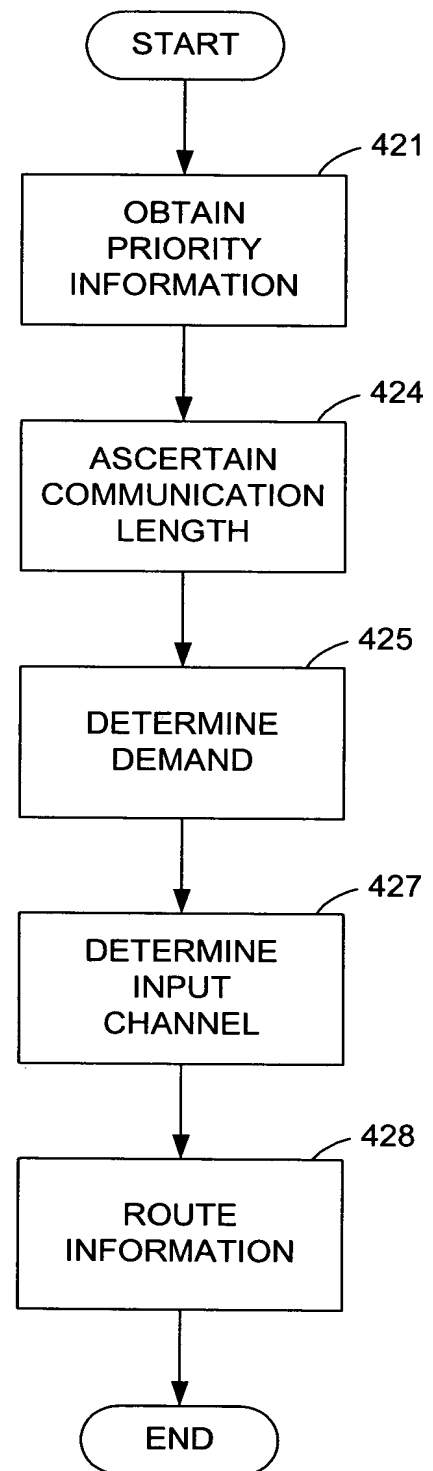 START
421
OBTAIN
PRIORITY
INFORMATION
424
ASCERTAIN
COMMUNICATION
LENGTH
425
DETERMINE
DEMAND
427
DETERMINE
INPUT
CHANNEL
428
ROUTE
INFORMATION
END